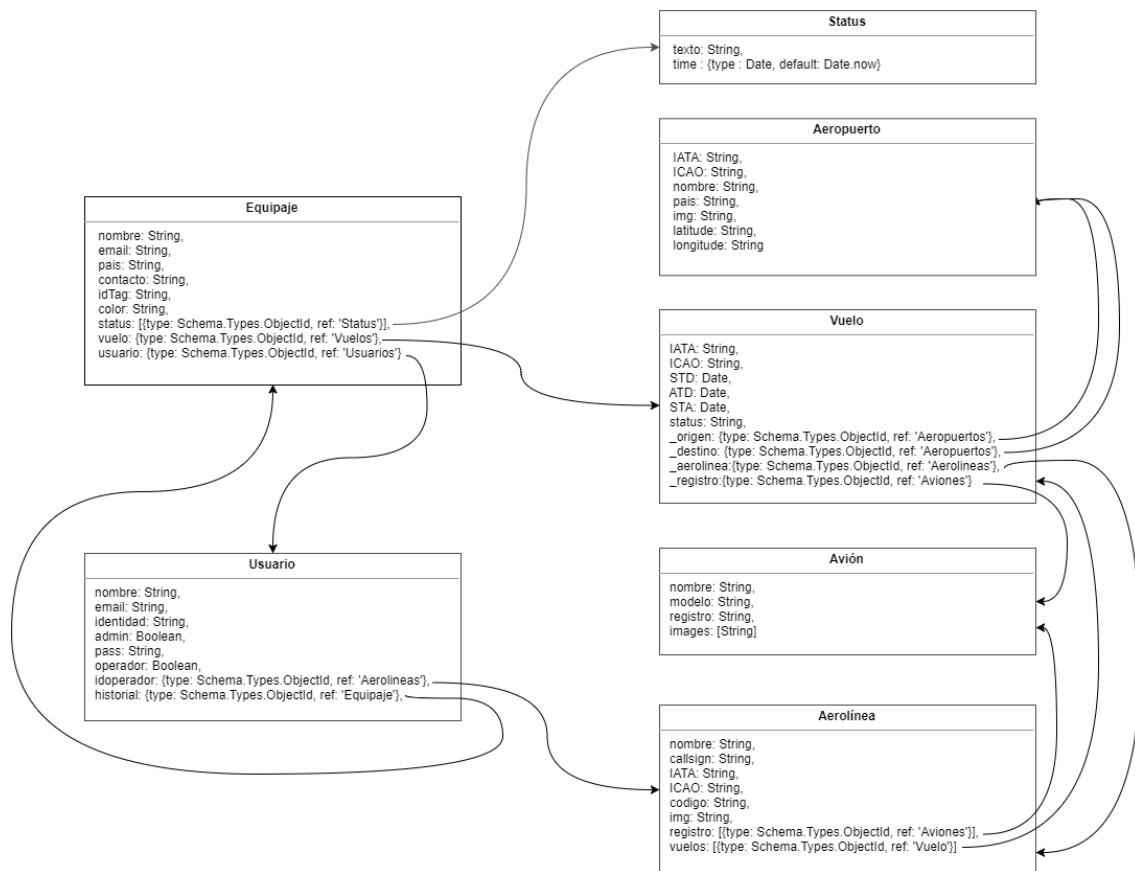 Status
texto: String,
time : {type : Date, default: Date.now}
Aeropuerto
IATA: String,
ICAO: String,
nombre: String,
pais: String,
img: String,
latitude: String,
longitude: String
Equipaje
nombre: String,
email: String,
pais: String,
contacto: String,
idTag: String,
color: String,
status: [{type: Schema.Types.ObjectId, ref: 'Status'}],
vuelo: {type: Schema.Types.ObjectId, ref: 'Vuelos'},
usuario: {type: Schema.Types.ObjectId, ref: 'Usuarios'}
Vuelo
IATA: String,
ICAO: String,
STD: Date,
ATD: Date,
STA: Date,
status: String,
_origen: {type: Schema.Types.ObjectId, ref: 'Aeropuertos'},
_destino: {type: Schema.Types.ObjectId, ref: 'Aeropuertos'},
_aerolinea:{type: Schema.Types.ObjectId, ref: 'Aerolineas'},
_registro:{type: Schema.Types.ObjectId, ref: 'Aviones'}
Usuario
nombre: String,
email: String,
identidad: String,
admin: Boolean,
pass: String,
operador: Boolean,
idoperador: {type: Schema.Types.ObjectId, ref: 'Aerolineas'},
historial: {type: Schema.Types.ObjectId, ref: 'Equipaje'},
Avión
nombre: String,
modelo: String,
registro: String,
images: [String]
Aerolínea
nombre: String,
callsign: String,
IATA: String,
ICAO: String,
codigo: String,
img: String,
registro: [{type: Schema.Types.ObjectId, ref: 'Aviones'}],
vuelos: [{type: Schema.Types.ObjectId, ref: 'Vuelo'}]